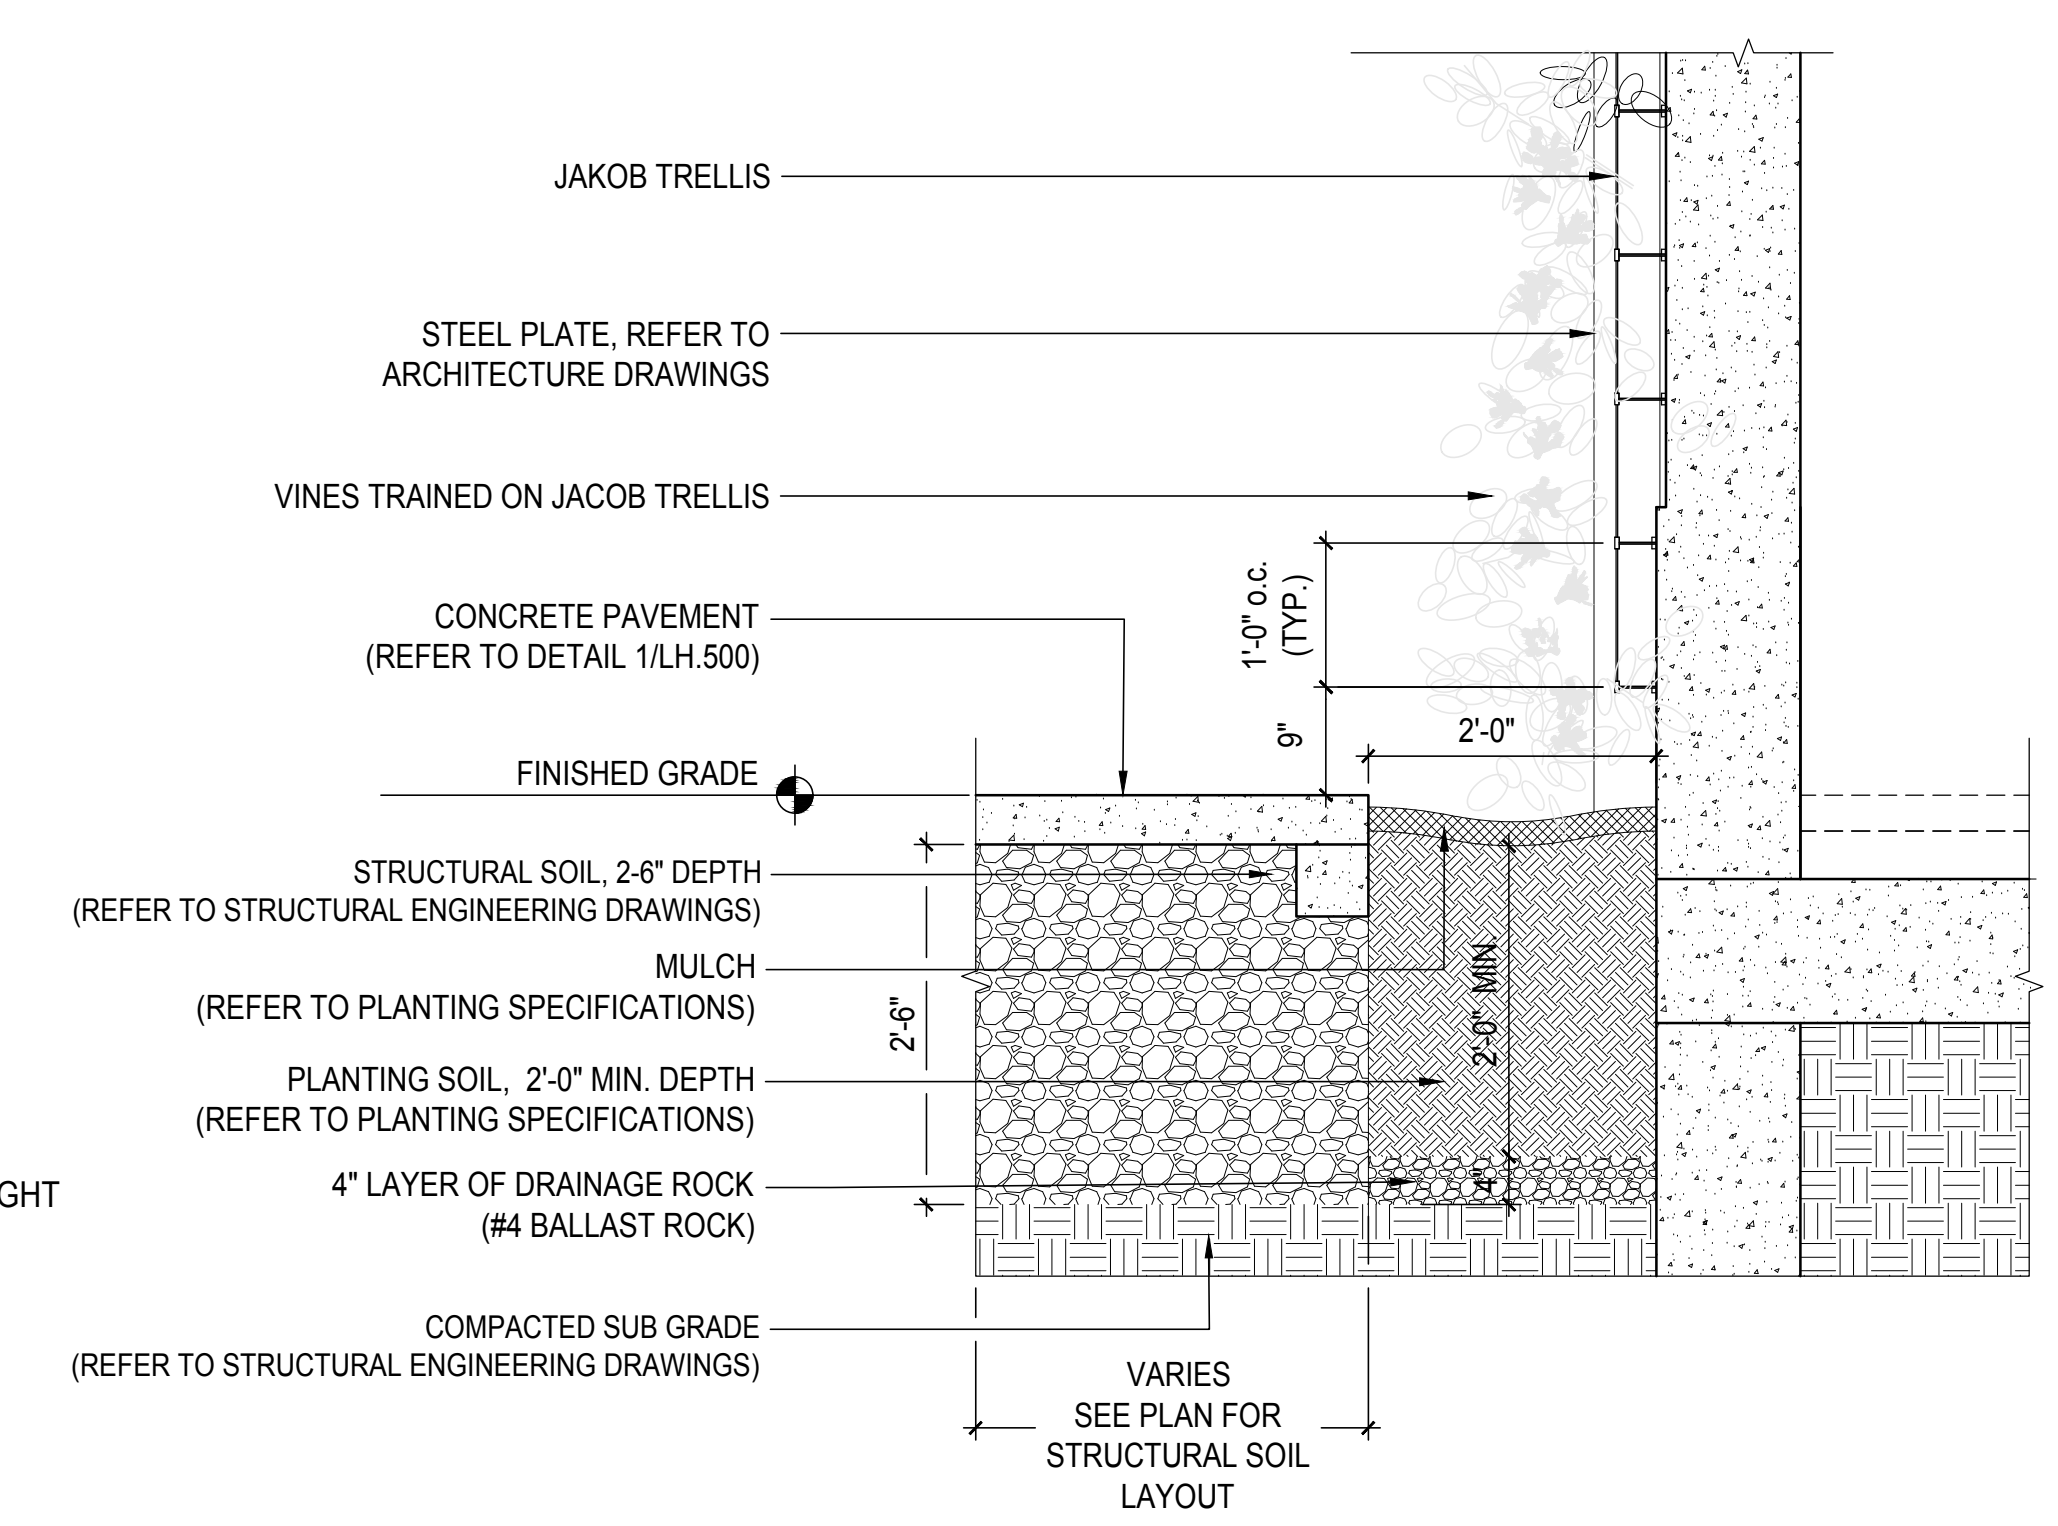 JAKOB TRELLIS
STEEL PLATE, REFER TO
ARCHITECTURE DRAWINGS
VINES TRAINED ON JACOB TRELLIS
1'-0" o.c.
(TYP.)
CONCRETE PAVEMENT
(REFER TO DETAIL 1/LH.500)
9"
2'-0"
FINISHED GRADE
STRUCTURAL SOIL, 2-6" DEPTH
(REFER TO STRUCTURAL ENGINEERING DRAWINGS)
MULCH
(REFER TO PLANTING SPECIFICATIONS)
2'-6"
2'-0" MIN.
PLANTING SOIL, 2'-0" MIN. DEPTH
(REFER TO PLANTING SPECIFICATIONS)
GHT
4" LAYER OF DRAINAGE ROCK
(#4 BALLAST ROCK)
4"
COMPACTED SUB GRADE
(REFER TO STRUCTURAL ENGINEERING DRAWINGS)
VARIES
SEE PLAN FOR
STRUCTURAL SOIL
LAYOUT